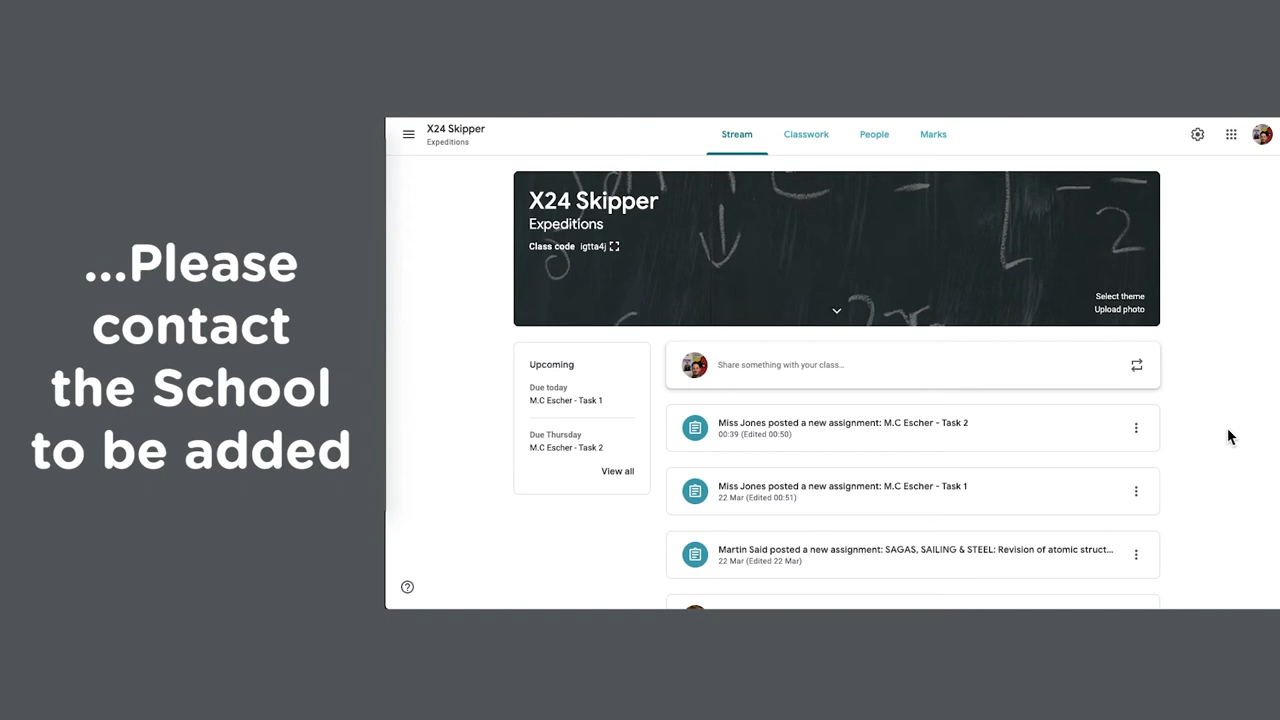 ...Please
contact
the School
to be added
X24 Skipper
Expeditions
Stream
Classwork
People
Marks
X24 Skipper
Expeditions
Class code igtta4j
Select theme
Upload photo
Upcoming
Due today
M.C Escher - Task 1
Due Thursday
M.C Escher - Task 2
View all
Share something with your class...
Miss Jones posted a new assignment: M.C Escher - Task 2
00:39 (Edited 00:50)
Miss Jones posted a new assignment: M.C Escher - Task 1
22 Mar (Edited 00:51)
Martin Said posted a new assignment: SAGAS, SAILING & STEEL: Revision of atomic struct...
22 Mar (Edited 22 Mar)